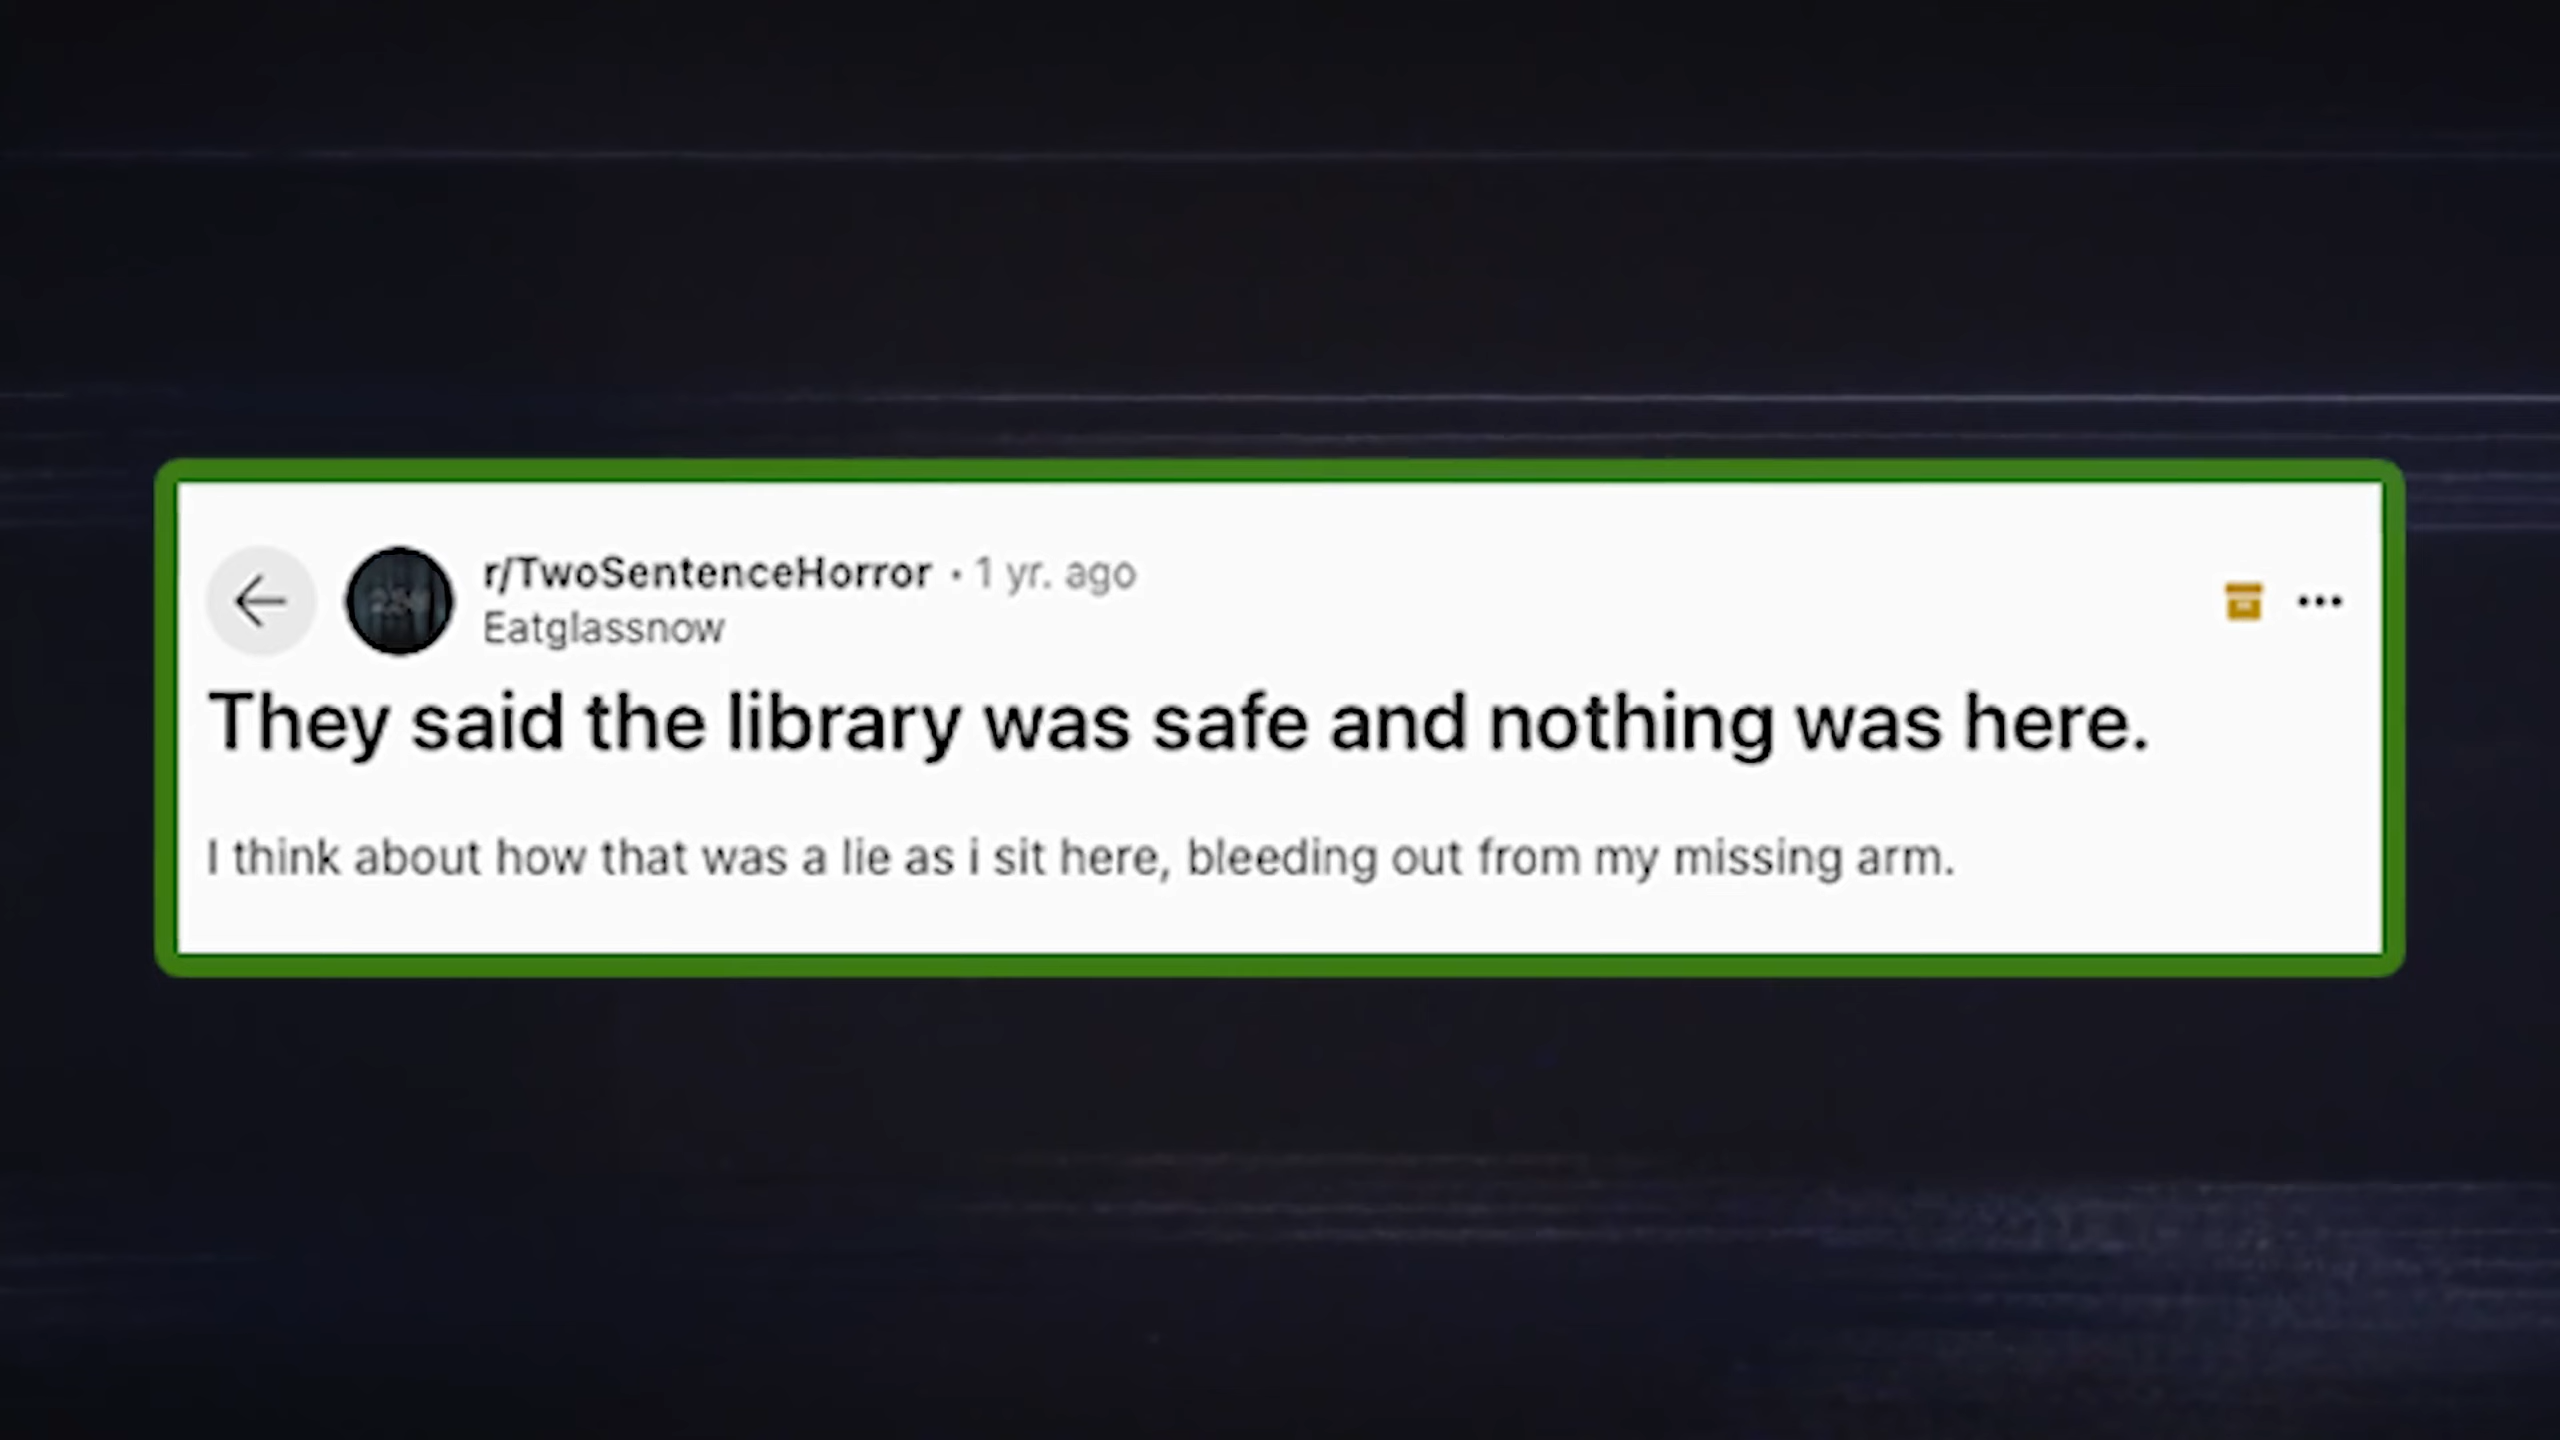 r/TwoSentenceHorror • 1 yr. ago
Eatglassnow
They said the library was safe and nothing was here.
I think about how that was a lie as i sit here, bleeding out from my missing arm.